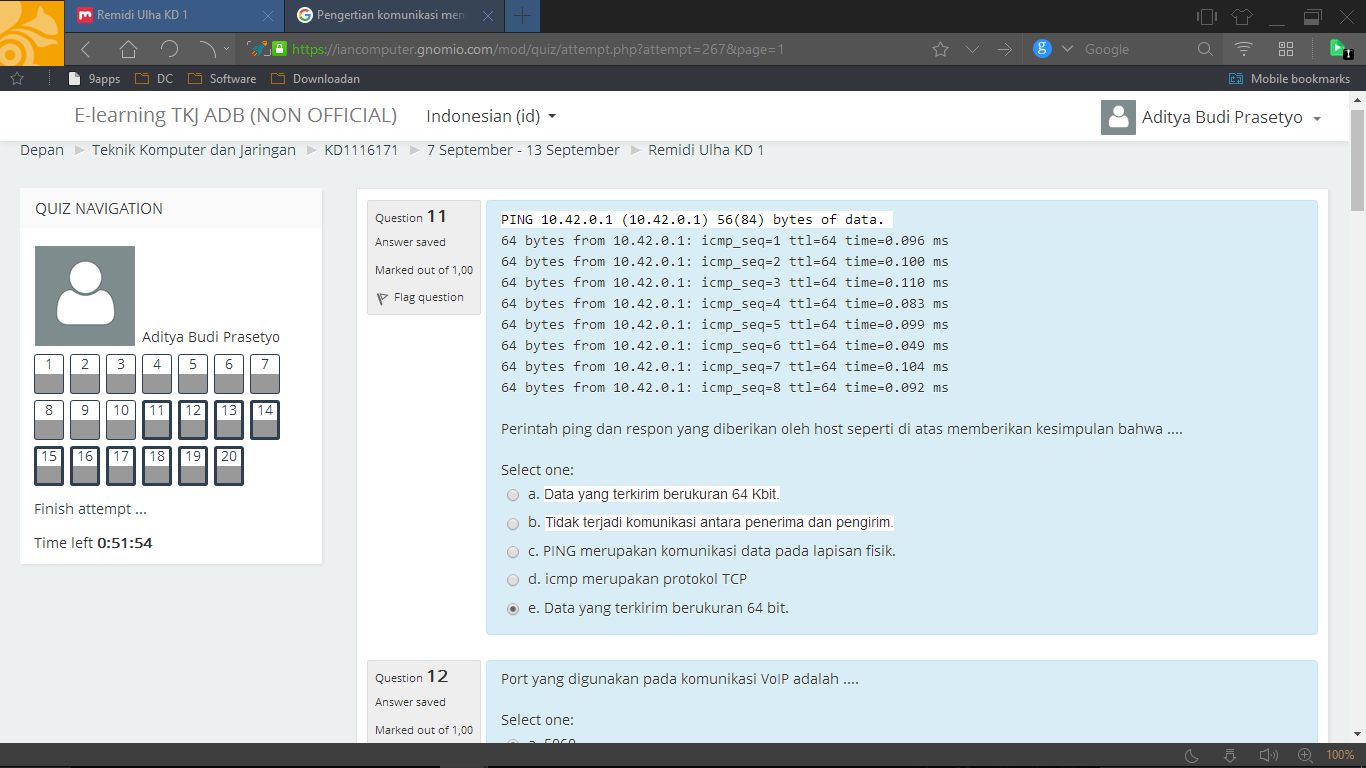 Remidi Ulha KD 1
Pengertian komunikasi men
https://iancomputer.gnomio.com/mod/quiz/attempt.php?attempt=267&page=1
Google
9apps
DC
Software
Downloadan
Mobile bookmarks
E-learning TKJ ADB (NON OFFICIAL)
Indonesian (id)
Aditya Budi Prasetyo
Depan
Teknik Komputer dan Jaringan
KD1116171
7 September - 13 September
Remidi Ulha KD 1
QUIZ NAVIGATION
Aditya Budi Prasetyo
1 2 3 4 5 6 7
8 9 10 11 12 13 14
15 16 17 18 19 20
Finish attempt ...
Time left 0:51:54
Question 11
Answer saved
Marked out of 1,00
Flag question
PING 10.42.0.1 (10.42.0.1) 56(84) bytes of data.
64 bytes from 10.42.0.1: icmp_seq=1 ttl=64 time=0.096 ms
64 bytes from 10.42.0.1: icmp_seq=2 ttl=64 time=0.100 ms
64 bytes from 10.42.0.1: icmp_seq=3 ttl=64 time=0.110 ms
64 bytes from 10.42.0.1: icmp_seq=4 ttl=64 time=0.083 ms
64 bytes from 10.42.0.1: icmp_seq=5 ttl=64 time=0.099 ms
64 bytes from 10.42.0.1: icmp_seq=6 ttl=64 time=0.049 ms
64 bytes from 10.42.0.1: icmp_seq=7 ttl=64 time=0.104 ms
64 bytes from 10.42.0.1: icmp_seq=8 ttl=64 time=0.092 ms
Perintah ping dan respon yang diberikan oleh host seperti di atas memberikan kesimpulan bahwa ....
Select one:
a. Data yang terkirim berukuran 64 Kbit.
b. Tidak terjadi komunikasi antara penerima dan pengirim.
c. PING merupakan komunikasi data pada lapisan fisik.
d. icmp merupakan protokol TCP
e. Data yang terkirim berukuran 64 bit.
Question 12
Answer saved
Marked out of 1,00
Port yang digunakan pada komunikasi VoIP adalah ....
Select one:
a. 5060
100%